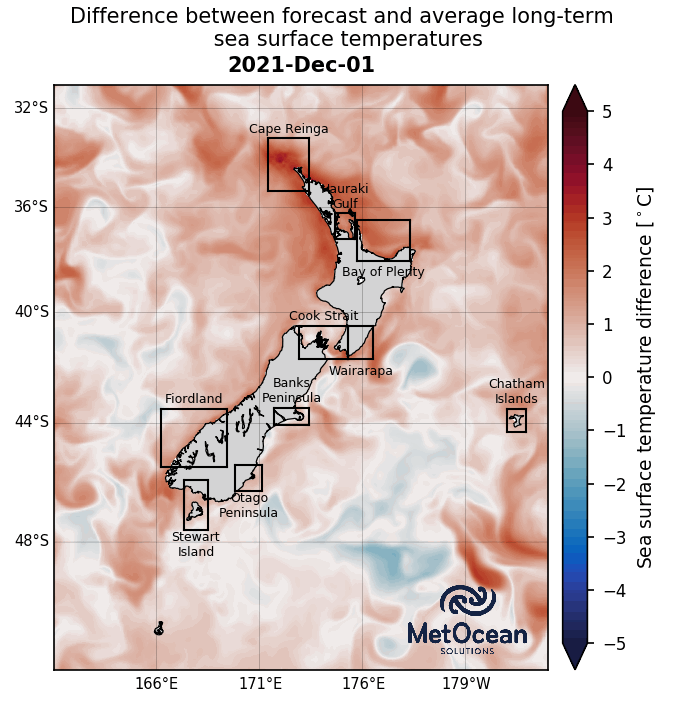 Difference between forecast and average long-term
sea surface temperatures
2021-Dec-01
32°S
36°S
40°S
44°S
48°S
Cape Reinga
Hauraki
Gulf
Bay of Plenty
Cook Strait
Wairarapa
Banks
Peninsula
Fiordland
Chatham
Islands
Otago
Peninsula
Stewart
Island
MetOcean
SOLUTIONS
166°E
171°E
176°E
179°W
5
4
3
2
1
0
−1
−2
−3
−4
−5
Sea surface temperature difference [°C]